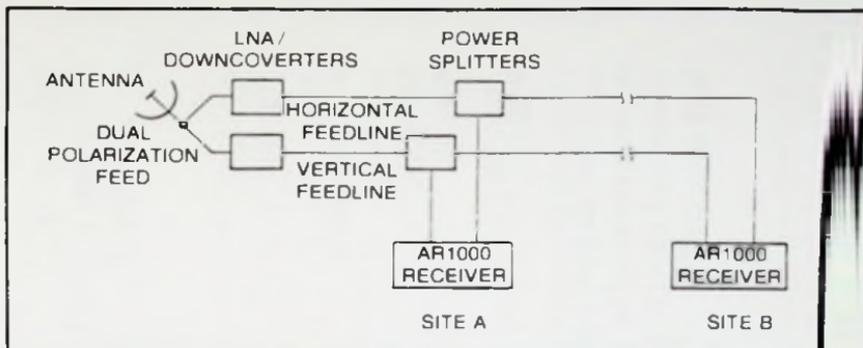 LNA/
DOWNCOVERTERS
POWER
SPLITTERS
ANTENNA
HORIZONTAL
FEEDLINE
DUAL
POLARIZATION
FEED
VERTICAL
FEEDLINE
AR1000
RECEIVER
AR1000
RECEIVER
SITE A
SITE B